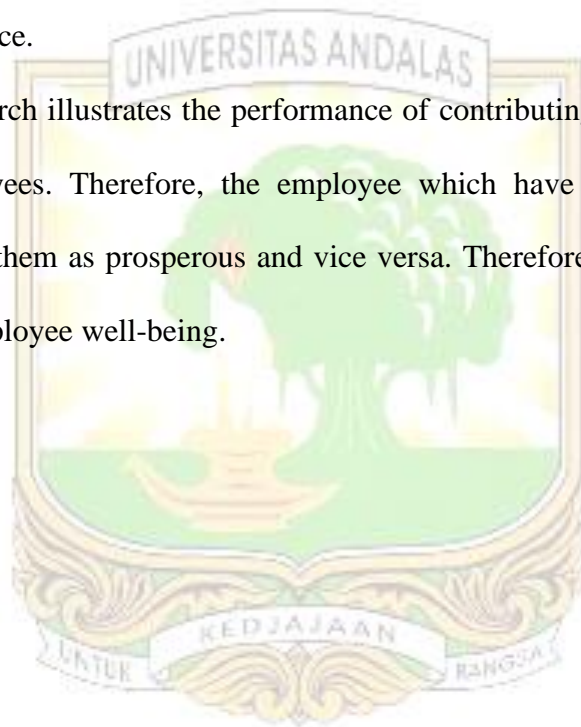 ce.
UNIVERSITAS ANDALAS
rch illustrates the performance of contributing
yees. Therefore, the employee which have
them as prosperous and vice versa. Therefore
ployee well-being.
KEDJAJAAN
UNTUK BANGSA